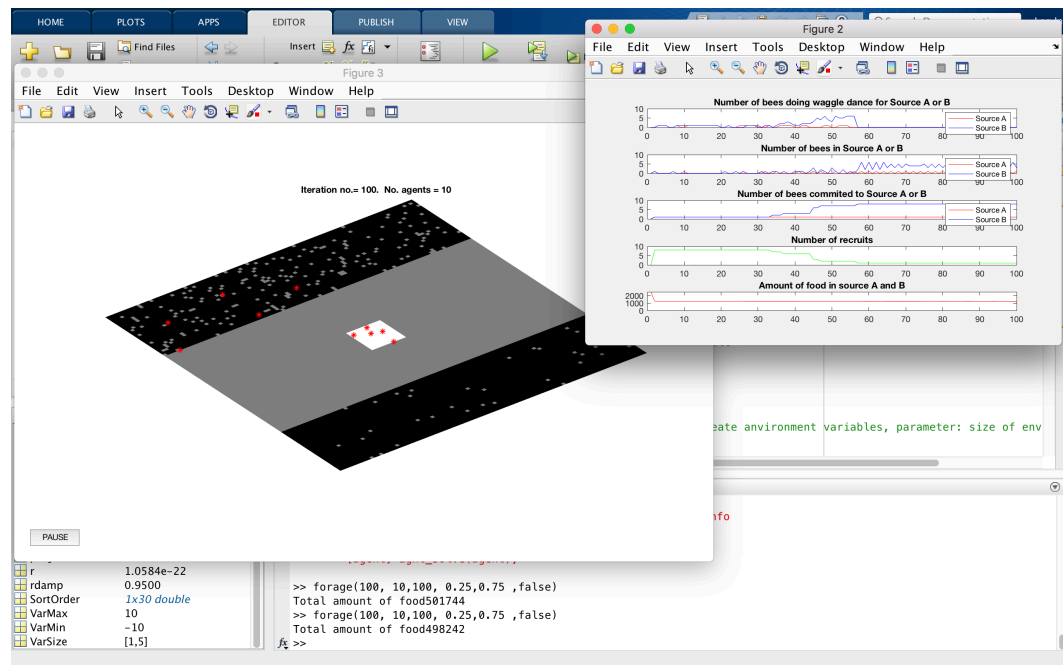 HOME PLOTS APPS EDITOR PUBLISH VIEW
Find Files
Insert fx
Figure 3
File Edit View Insert Tools Desktop Window Help
Iteration no.= 100. No. agents = 10
PAUSE
Figure 2
File Edit View Insert Tools Desktop Window Help
Number of bees doing waggle dance for Source A or B
10
5
0
0 10 20 30 40 50 60 70 80 90 100
Source A
Source B
Number of bees in Source A or B
10
5
0
0 10 20 30 40 50 60 70 80 90 100
Source A
Source B
Number of bees commited to Source A or B
10
5
0
0 10 20 30 40 50 60 70 80 90 100
Source A
Source B
Number of recruits
10
5
0
0 10 20 30 40 50 60 70 80 90 100
Amount of food in source A and B
2000
1000
0
0 10 20 30 40 50 60 70 80 90 100
eate anvironment variables, parameter: size of env
nfo
r 1.0584e-22
rdamp 0.9500
SortOrder 1x30 double
VarMax 10
VarMin -10
VarSize [1,5]
>> forage(100, 10,100, 0.25,0.75 ,false)
Total amount of food501744
>> forage(100, 10,100, 0.25,0.75 ,false)
Total amount of food498242
fx >>